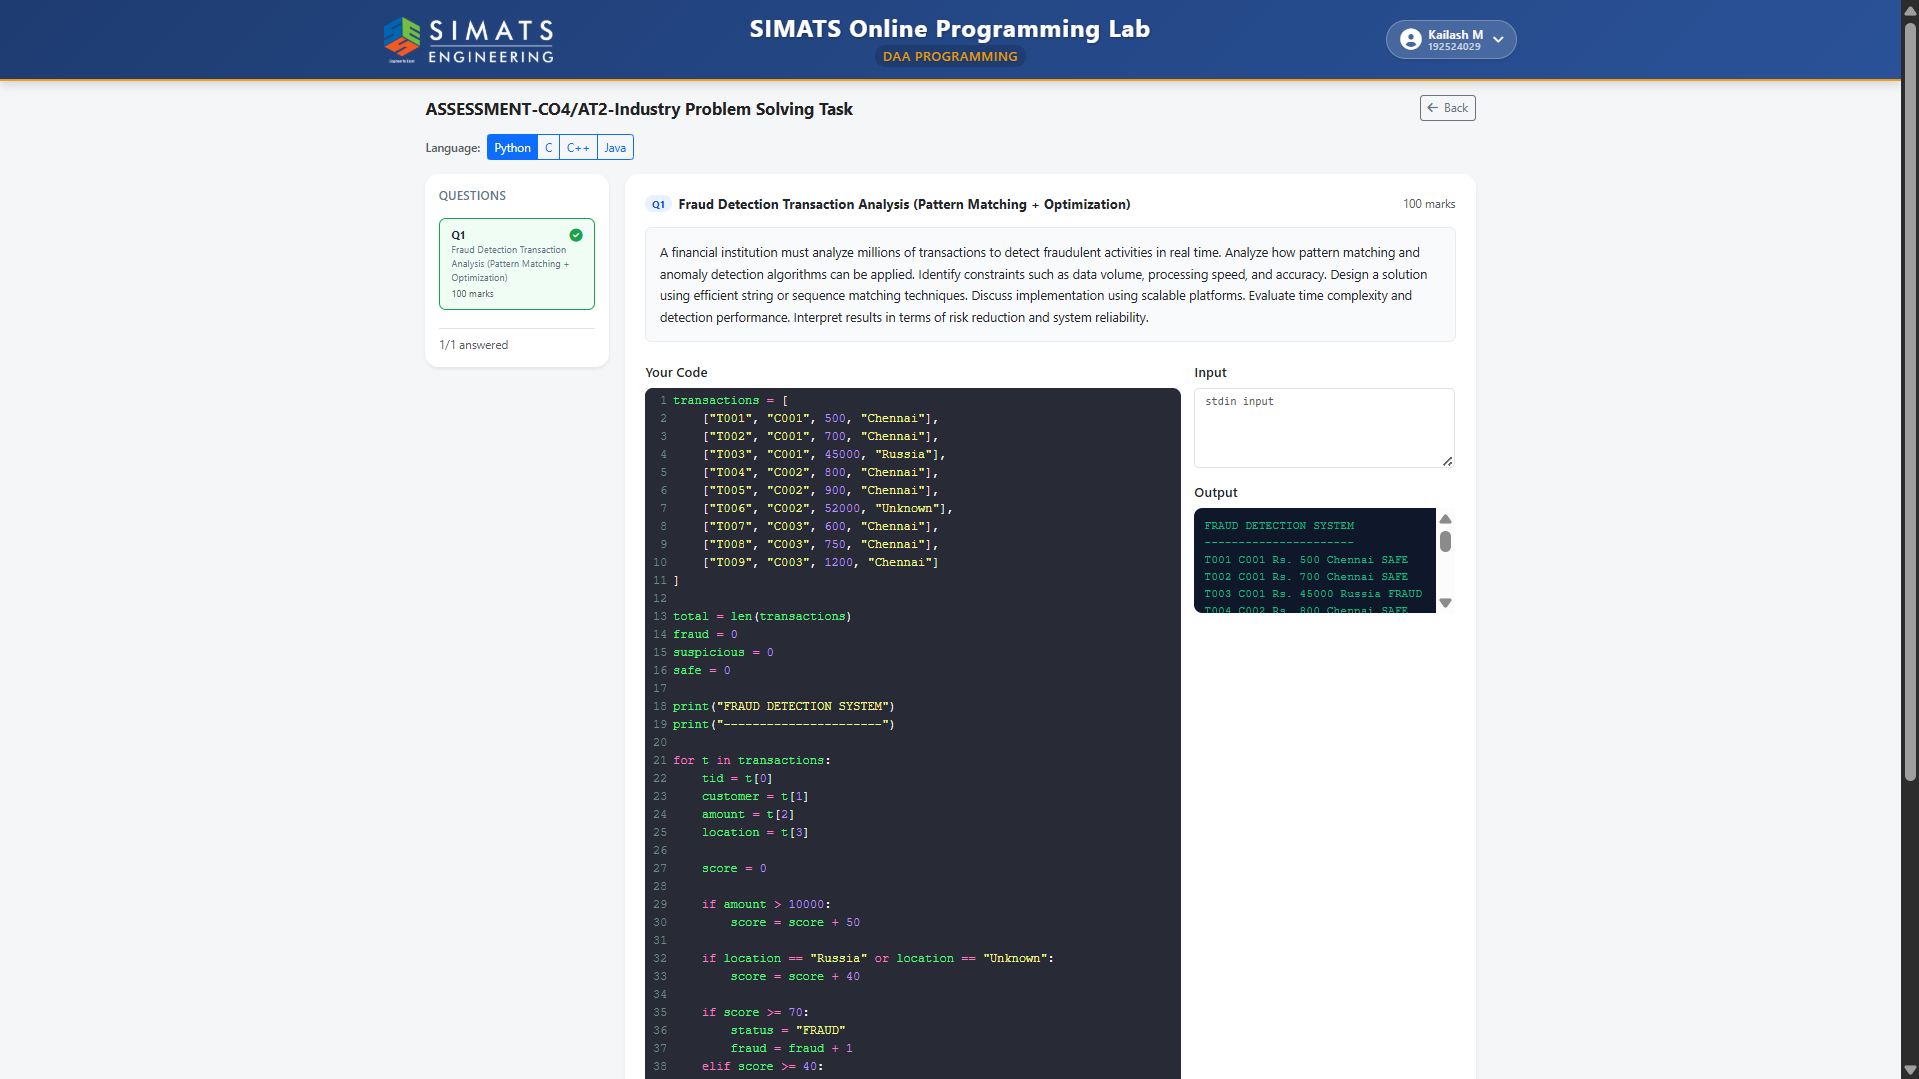 SIMATS
ENGINEERING
SIMATS Online Programming Lab
DAA PROGRAMMING
Kailash M
192524029
ASSESSMENT-CO4/AT2-Industry Problem Solving Task
Back
Language: Python C C++ Java
QUESTIONS
Q1
Fraud Detection Transaction
Analysis (Pattern Matching +
Optimization)
100 marks
1/1 answered
Q1 Fraud Detection Transaction Analysis (Pattern Matching + Optimization) 100 marks
A financial institution must analyze millions of transactions to detect fraudulent activities in real time. Analyze how pattern matching and
anomaly detection algorithms can be applied. Identify constraints such as data volume, processing speed, and accuracy. Design a solution
using efficient string or sequence matching techniques. Discuss implementation using scalable platforms. Evaluate time complexity and
detection performance. Interpret results in terms of risk reduction and system reliability.
Your Code
1 transactions = [
2     ["T001", "C001", 500, "Chennai"],
3     ["T002", "C001", 700, "Chennai"],
4     ["T003", "C001", 45000, "Russia"],
5     ["T004", "C002", 800, "Chennai"],
6     ["T005", "C002", 900, "Chennai"],
7     ["T006", "C002", 52000, "Unknown"],
8     ["T007", "C003", 600, "Chennai"],
9     ["T008", "C003", 750, "Chennai"],
10     ["T009", "C003", 1200, "Chennai"]
11 ]
12
13 total = len(transactions)
14 fraud = 0
15 suspicious = 0
16 safe = 0
17
18 print("FRAUD DETECTION SYSTEM")
19 print("----------------------")
20
21 for t in transactions:
22     tid = t[0]
23     customer = t[1]
24     amount = t[2]
25     location = t[3]
26
27     score = 0
28
29     if amount > 10000:
30         score = score + 50
31
32     if location == "Russia" or location == "Unknown":
33         score = score + 40
34
35     if score >= 70:
36         status = "FRAUD"
37         fraud = fraud + 1
38     elif score >= 40:
Input
stdin input
Output
FRAUD DETECTION SYSTEM
----------------------
T001 C001 Rs. 500 Chennai SAFE
T002 C001 Rs. 700 Chennai SAFE
T003 C001 Rs. 45000 Russia FRAUD
T004 C002 Rs. 800 Chennai SAFE